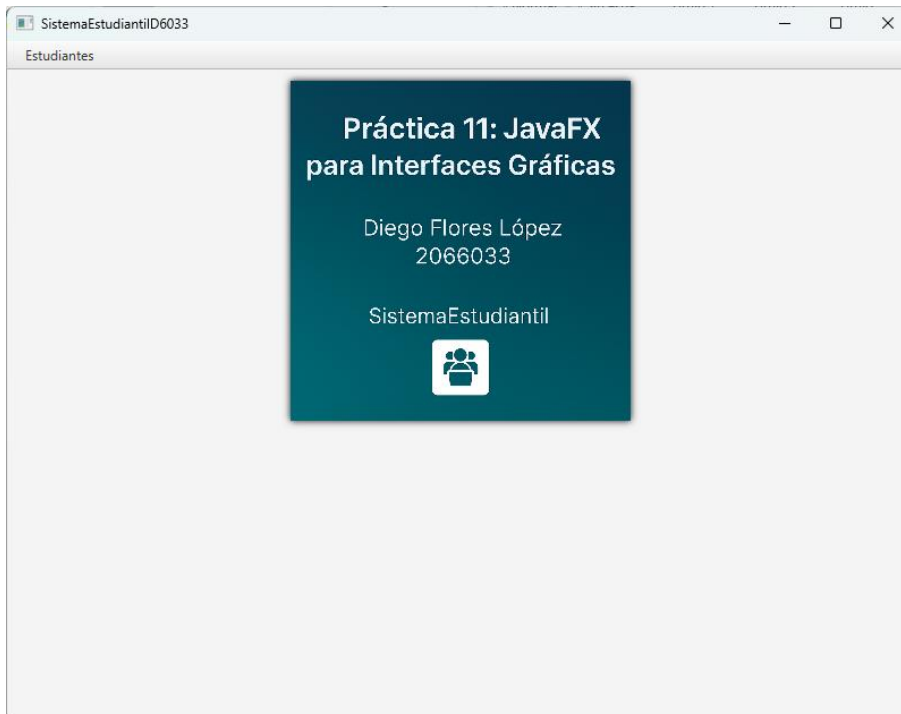 SistemaEstudiantilD6033
Estudiantes
Práctica 11: JavaFX
para Interfaces Gráficas
Diego Flores López
2066033
SistemaEstudiantil